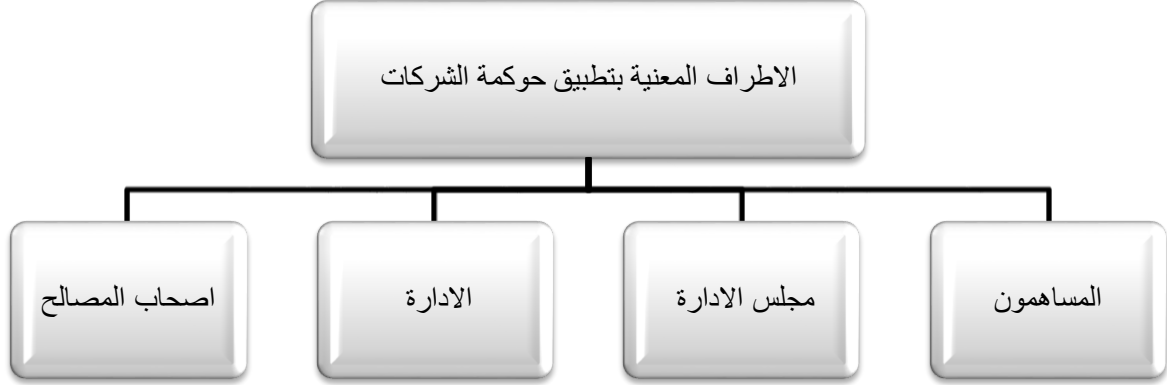 الاطراف المعنية بتطبيق حوكمة الشركات
المساهمون
مجلس الادارة
الادارة
اصحاب المصالح